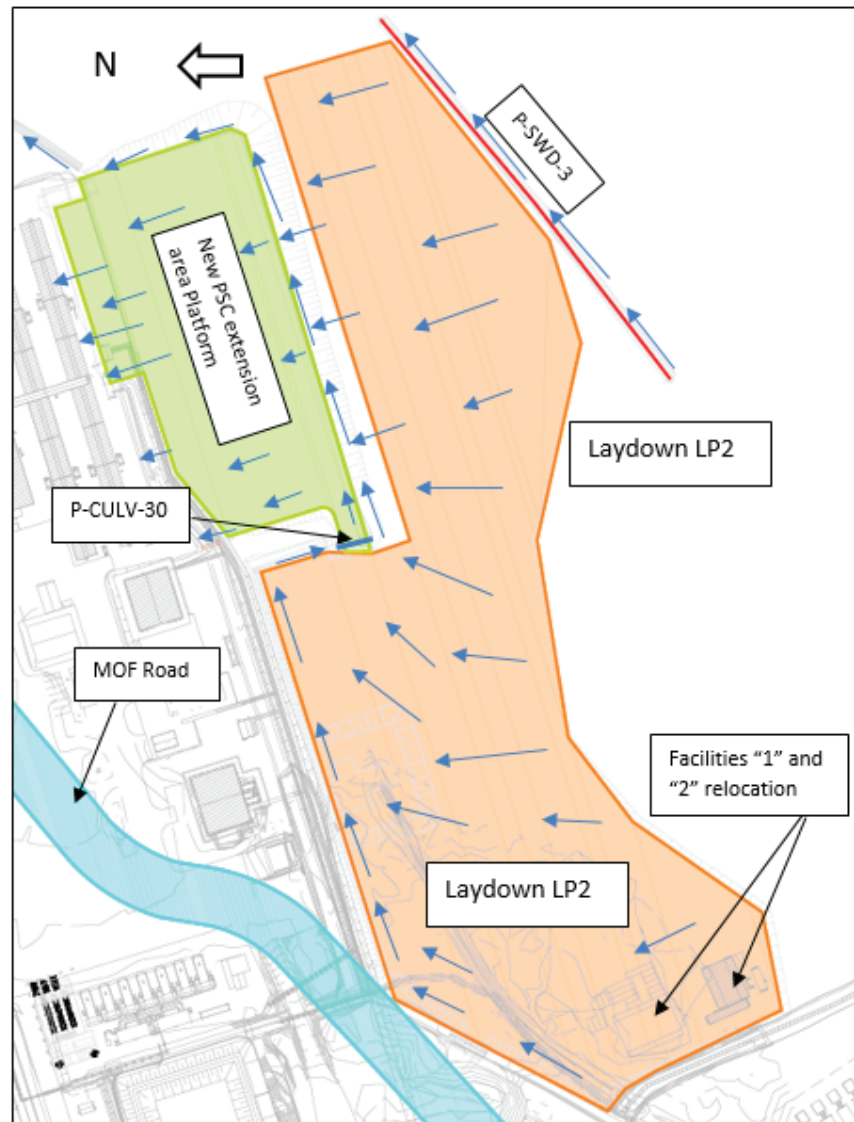 N
P-SWD-3
New PSC extension
area Platform
Laydown LP2
P-CULV-30
MOF Road
Facilities “1” and
“2” relocation
Laydown LP2